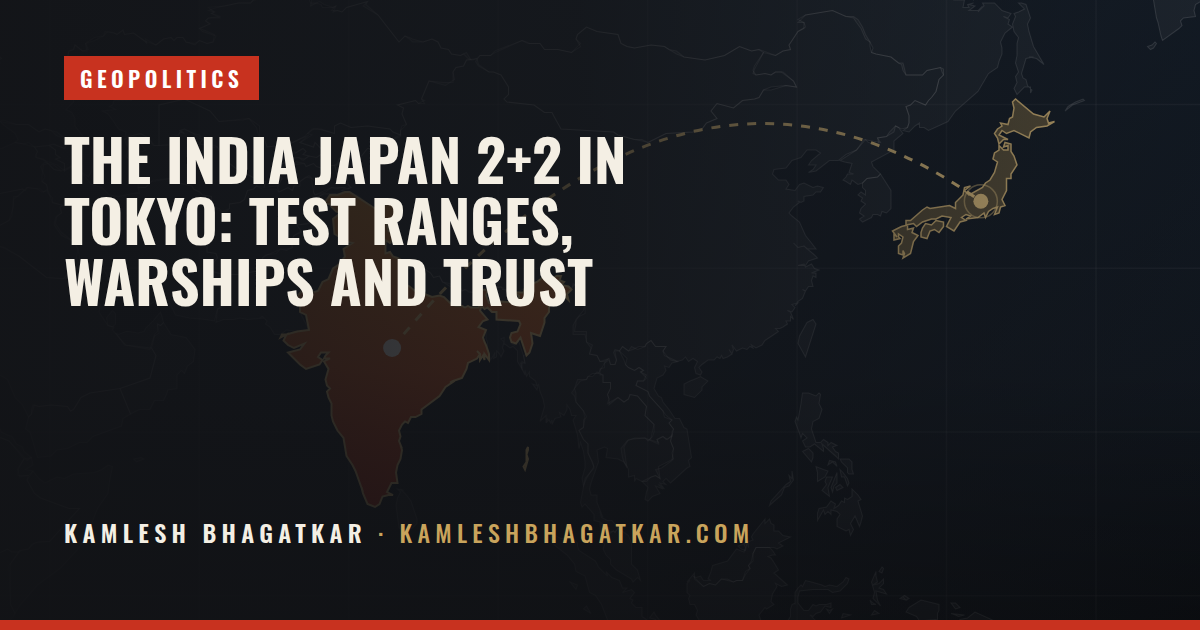 GEOPOLITICS
THE INDIA JAPAN 2+2 IN
TOKYO: TEST RANGES,
WARSHIPS AND TRUST
KAMLESH BHAGATKAR · KAMLESHBHAGATKAR.COM